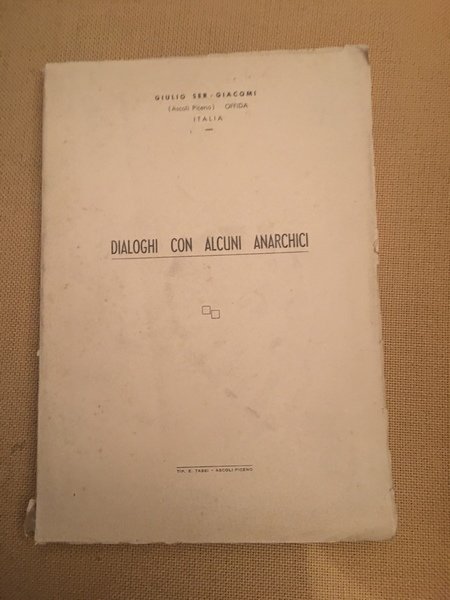 GIULIO SER-GIACOMI
(Ascoli Piceno) OFFIDA
ITALIA
DIALOGHI CON ALCUNI ANARCHICI
TIP. E. TASSI - ASCOLI PICENO